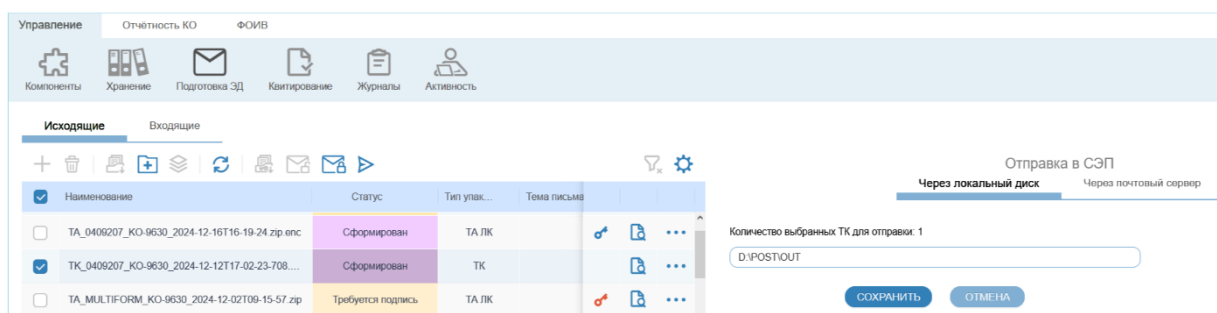 Управление Отчётность КО ФОИВ
Компоненты Хранение Подготовка ЭД Квитирование Журналы Активность
Исходящие Входящие
Отправка в СЭП
Через локальный диск Через почтовый сервер
Наименование Статус Тип упак... Тема письма
TA_0409207_KO-9630_2024-12-16T16-19-24.zip.enc Сформирован ТА ЛК
TK_0409207_KO-9630_2024-12-12T17-02-23-708.... Сформирован ТК
TA_MULTIFORM_KO-9630_2024-12-02T09-15-57.zip Требуется подпись ТА ЛК
Количество выбранных ТК для отправки: 1
D:\POST\OUT
СОХРАНИТЬ ОТМЕНА